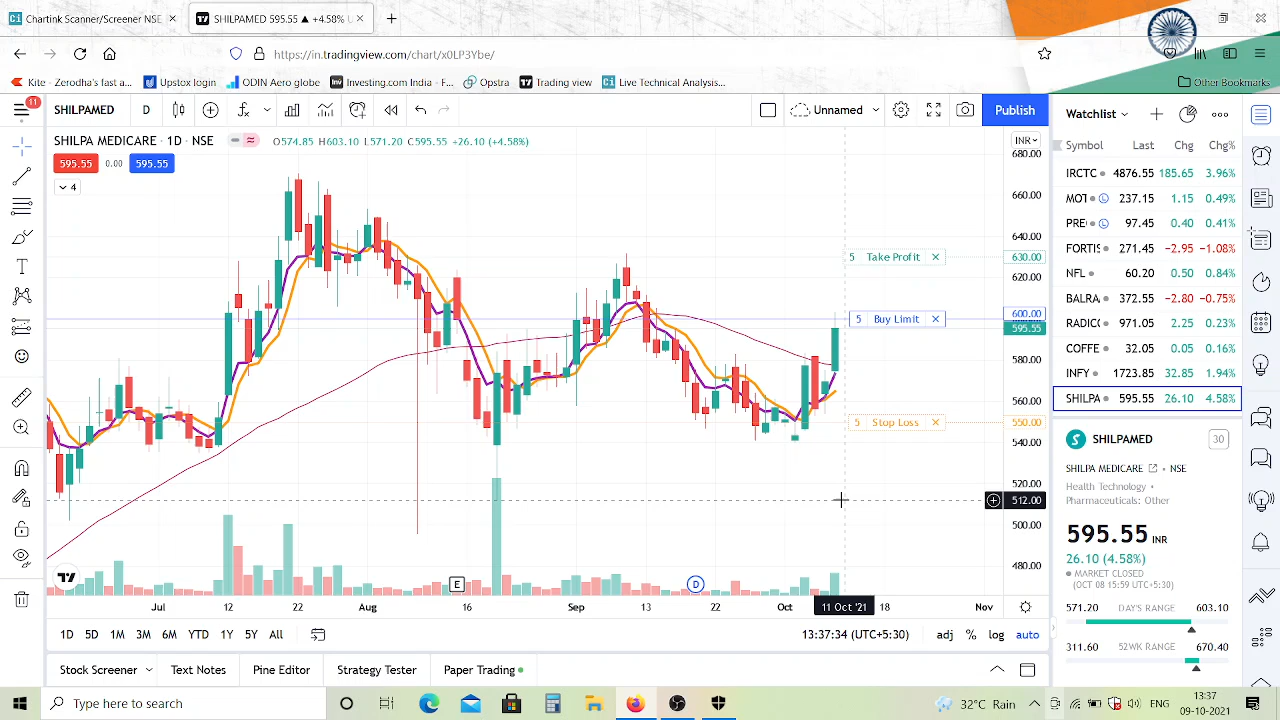 Chartink Scanner/Screener NSE
SHILPAMED 595.55 ▲ +4.58% U
https://in.tradingview.com/chart/x0LP3Ybe/
Kite - Zerodha's fast a...
Upstox login
ODIN Aero globe
Investing.com India - F...
Opstra
Trading view
Live Technical Analysis...
Other Bookmarks
11
SHILPAMED
D
Unnamed
Publish
Watchlist
SHILPA MEDICARE · 1D · NSE
O574.85 H603.10 L571.20 C595.55 +26.10 (+4.58%)
INR
595.55 0.00 595.55
4
Symbol Last Chg Chg%
IRCTC 4876.55 185.65 3.96%
MOT 237.15 1.15 0.49%
PRE 97.45 0.40 0.41%
FORTIS 271.45 -2.95 -1.08%
NFL 60.20 0.50 0.84%
BALRA 372.55 -2.80 -0.75%
RADICO 971.05 2.25 0.23%
COFFE 32.05 0.05 0.16%
INFY 1723.85 32.85 1.94%
SHILPA 595.55 26.10 4.58%
680.00
660.00
640.00
5 Take Profit 630.00
620.00
5 Buy Limit 600.00
595.55
580.00
560.00
5 Stop Loss 550.00
540.00
520.00
512.00
500.00
480.00
E
D
Jul 12 22 Aug 16 Sep 13 22 Oct 11 Oct '21 18 Nov
SHILPAMED
30
SHILPA MEDICARE • NSE
Health Technology •
Pharmaceuticals: Other
595.55 INR
26.10 (4.58%)
MARKET CLOSED
(OCT 08 15:59 UTC+5:30)
571.20 DAY'S RANGE 603.10
311.60 52WK RANGE 670.40
1D 5D 1M 3M 6M YTD 1Y 5Y All
13:37:34 (UTC+5:30)
adj % log auto
Stock Screener
Text Notes
Pine Editor
Strategy Tester
Paper Trading
Type here to search
32°C Rain
ENG
13:37
09-10-2021